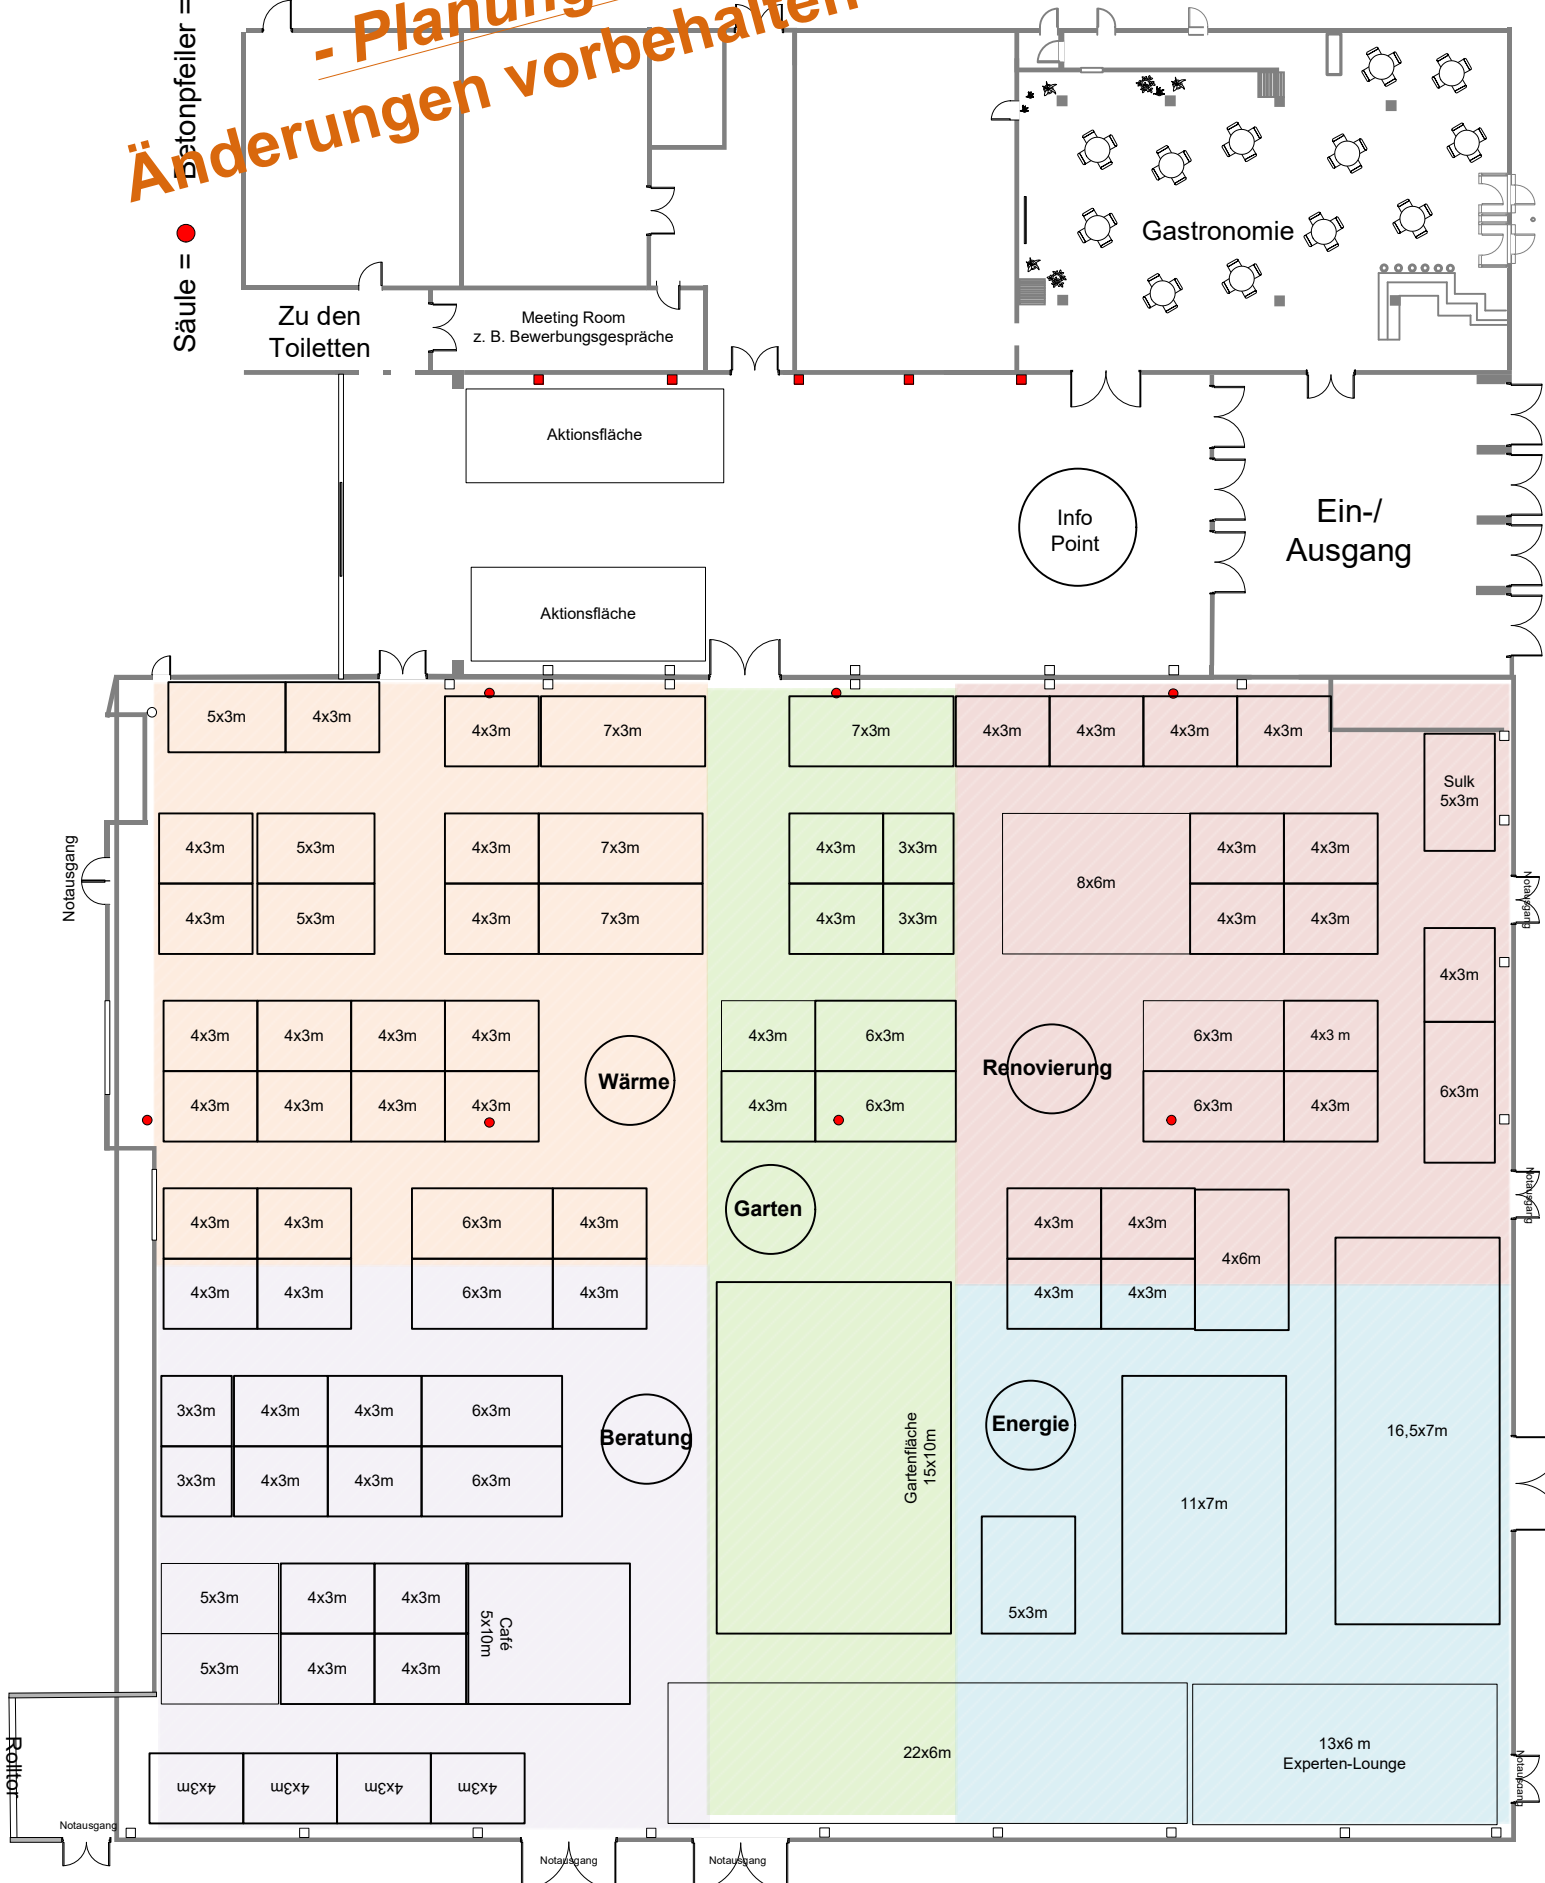 - Planung
Änderungen vorbehalten
Säule =
Betonpfeiler =
Gastronomie
Zu den
Toiletten
Meeting Room
z. B. Bewerbungsgespräche
Aktionsfläche
Info
Point
Ein-/
Ausgang
Aktionsfläche
5x3m 4x3m 4x3m 7x3m 7x3m 4x3m 4x3m 4x3m 4x3m
Sulk
5x3m
Notausgang
4x3m 5x3m 4x3m 7x3m 4x3m 3x3m 4x3m 4x3m
8x6m
4x3m 5x3m 4x3m 7x3m 4x3m 3x3m 4x3m 4x3m
Notausgang
4x3m
4x3m 4x3m 4x3m 4x3m 4x3m 6x3m 6x3m 4x3 m
Wärme
Renovierung
6x3m
4x3m 4x3m 4x3m 4x3m 4x3m 6x3m 6x3m 4x3m
Notausgang
Garten
4x3m 4x3m 6x3m 4x3m 4x3m 4x3m
4x6m
4x3m 4x3m 6x3m 4x3m 4x3m 4x3m
3x3m 4x3m 4x3m 6x3m
Beratung
Energie
16,5x7m
Gartenfläche
15x10m
3x3m 4x3m 4x3m 6x3m
11x7m
5x3m 4x3m 4x3m
Café
5x10m
5x3m
5x3m 4x3m 4x3m
22x6m
13x6 m
Experten-Lounge
Rolltor
4x3m 4x3m 4x3m 4x3m
Notausgang
Notausgang
Notausgang
Notausgang